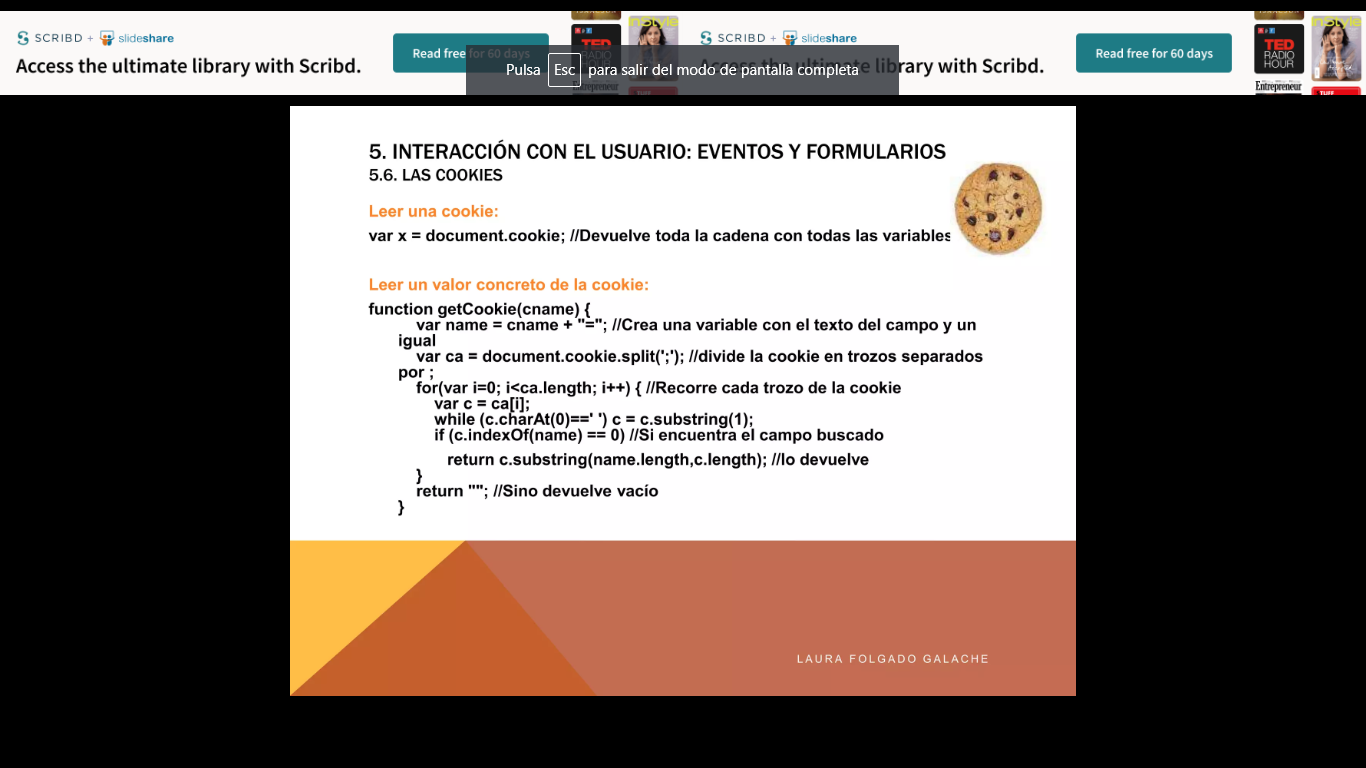 SCRIBD + slideshare
Access the ultimate library with Scribd.
Read free for 60 days
TED
RADIO
HOUR
InStyle
Pulsa Esc para salir del modo de pantalla completa
SCRIBD + slideshare
Access the ultimate library with Scribd.
Read free for 60 days
TED
RADIO
HOUR
InStyle
Entrepreneur
5. INTERACCIÓN CON EL USUARIO: EVENTOS Y FORMULARIOS
5.6. LAS COOKIES
Leer una cookie:
var x = document.cookie; //Devuelve toda la cadena con todas las variables
Leer un valor concreto de la cookie:
function getCookie(cname) {
var name = cname + "="; //Crea una variable con el texto del campo y un
igual
var ca = document.cookie.split(';'); //divide la cookie en trozos separados
por ;
for(var i=0; i<ca.length; i++) { //Recorre cada trozo de la cookie
var c = ca[i];
while (c.charAt(0)==' ') c = c.substring(1);
if (c.indexOf(name) == 0) //Si encuentra el campo buscado
return c.substring(name.length,c.length); //lo devuelve
}
return ""; //Sino devuelve vacío
}
LAURA FOLGADO GALACHE